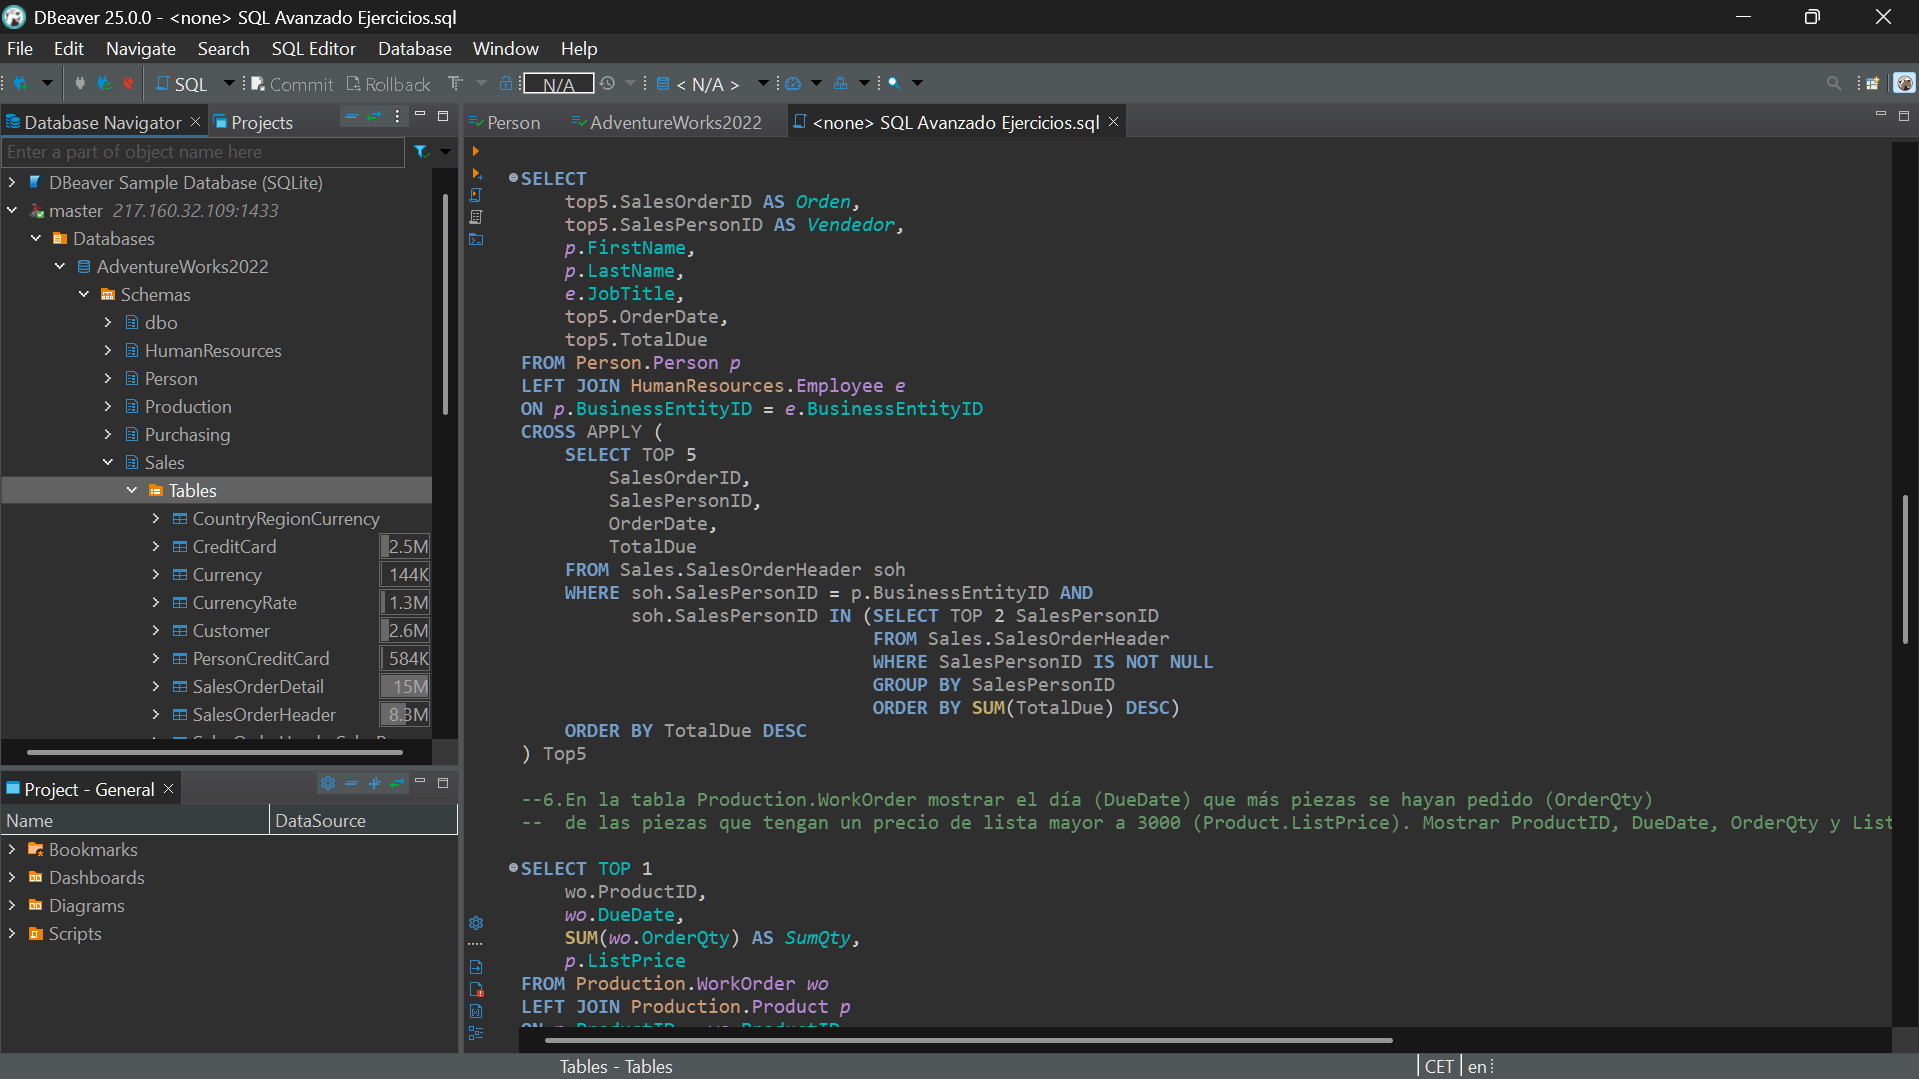 DBeaver 25.0.0 - <none> SQL Avanzado Ejercicios.sql
File Edit Navigate Search SQL Editor Database Window Help
SQL Commit Rollback N/A < N/A >
Database Navigator Projects
Enter a part of object name here
DBeaver Sample Database (SQLite)
master 217.160.32.109:1433
Databases
AdventureWorks2022
Schemas
dbo
HumanResources
Person
Production
Purchasing
Sales
Tables
CountryRegionCurrency
CreditCard 2.5M
Currency 144K
CurrencyRate 1.3M
Customer 2.6M
PersonCreditCard 584K
SalesOrderDetail 15M
SalesOrderHeader 8.3M
Project - General
Name DataSource
Bookmarks
Dashboards
Diagrams
Scripts
Person AdventureWorks2022 <none> SQL Avanzado Ejercicios.sql
SELECT
top5.SalesOrderID AS Orden,
top5.SalesPersonID AS Vendedor,
p.FirstName,
p.LastName,
e.JobTitle,
top5.OrderDate,
top5.TotalDue
FROM Person.Person p
LEFT JOIN HumanResources.Employee e
ON p.BusinessEntityID = e.BusinessEntityID
CROSS APPLY (
SELECT TOP 5
SalesOrderID,
SalesPersonID,
OrderDate,
TotalDue
FROM Sales.SalesOrderHeader soh
WHERE soh.SalesPersonID = p.BusinessEntityID AND
soh.SalesPersonID IN (SELECT TOP 2 SalesPersonID
FROM Sales.SalesOrderHeader
WHERE SalesPersonID IS NOT NULL
GROUP BY SalesPersonID
ORDER BY SUM(TotalDue) DESC)
ORDER BY TotalDue DESC
) Top5
--6.En la tabla Production.WorkOrder mostrar el día (DueDate) que más piezas se hayan pedido (OrderQty)
-- de las piezas que tengan un precio de lista mayor a 3000 (Product.ListPrice). Mostrar ProductID, DueDate, OrderQty y List
SELECT TOP 1
wo.ProductID,
wo.DueDate,
SUM(wo.OrderQty) AS SumQty,
p.ListPrice
FROM Production.WorkOrder wo
LEFT JOIN Production.Product p
Tables - Tables
CET en